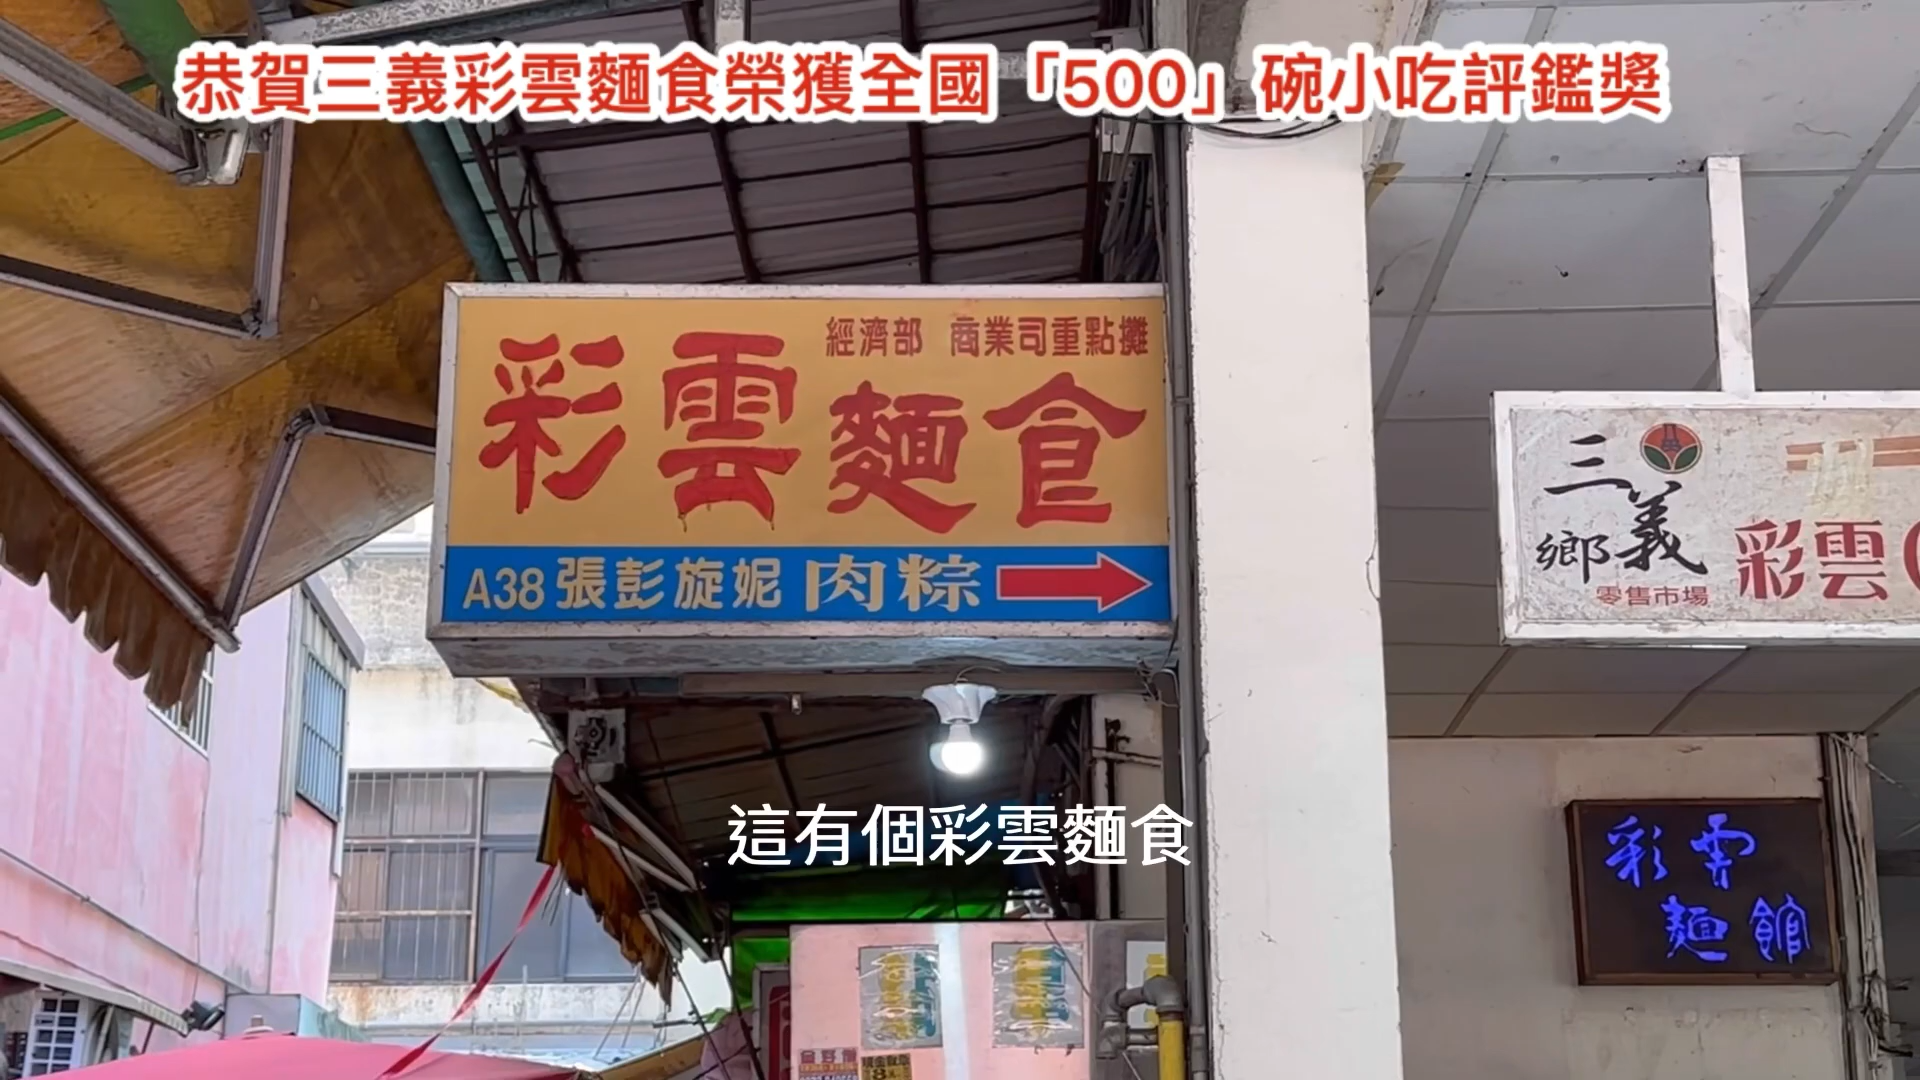 恭賀三義彩雲麵食榮獲全國「500」碗小吃評鑑獎
經濟部 商業司重點攤
彩雲麵食
A38張彭旋妮 肉粽
三義鄉
零售市場
彩雲
這有個彩雲麵食
彩雲
麵館